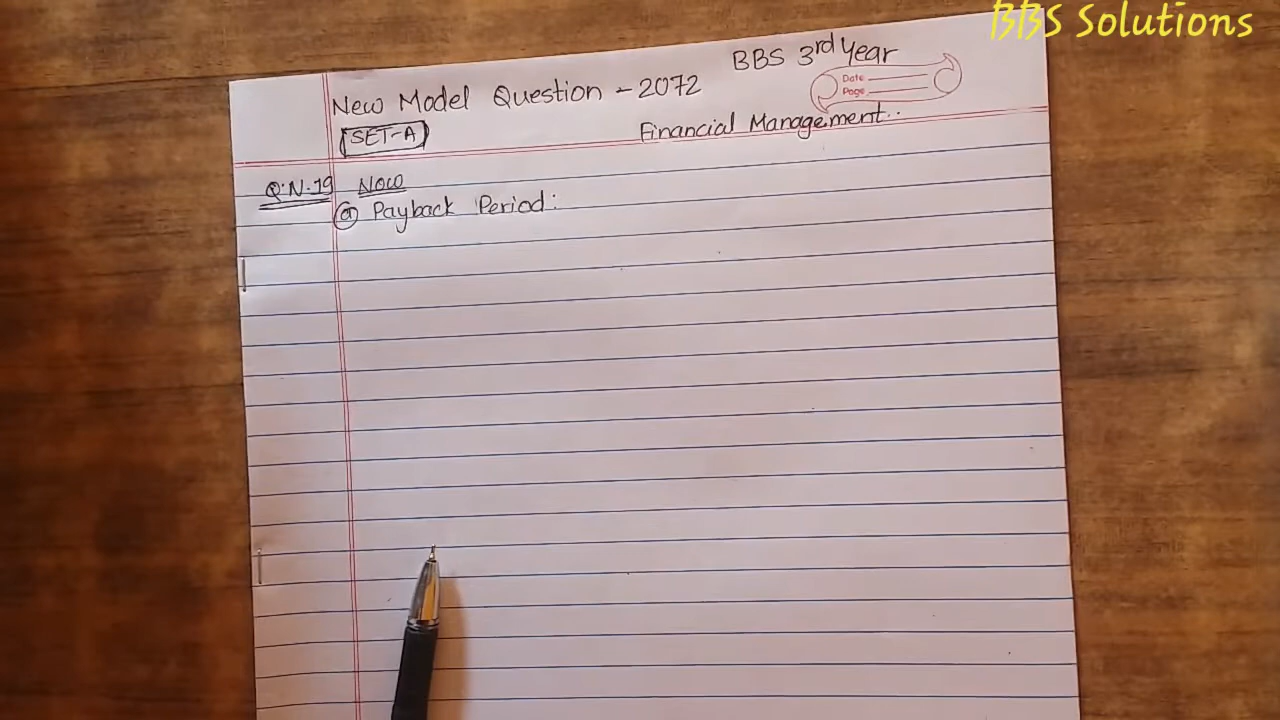 BBS Solutions
BBS 3rd Year
New Model Question - 2072
Date
Page
SET-A
Financial Management..
Q.N.19 Now
a Payback Period: